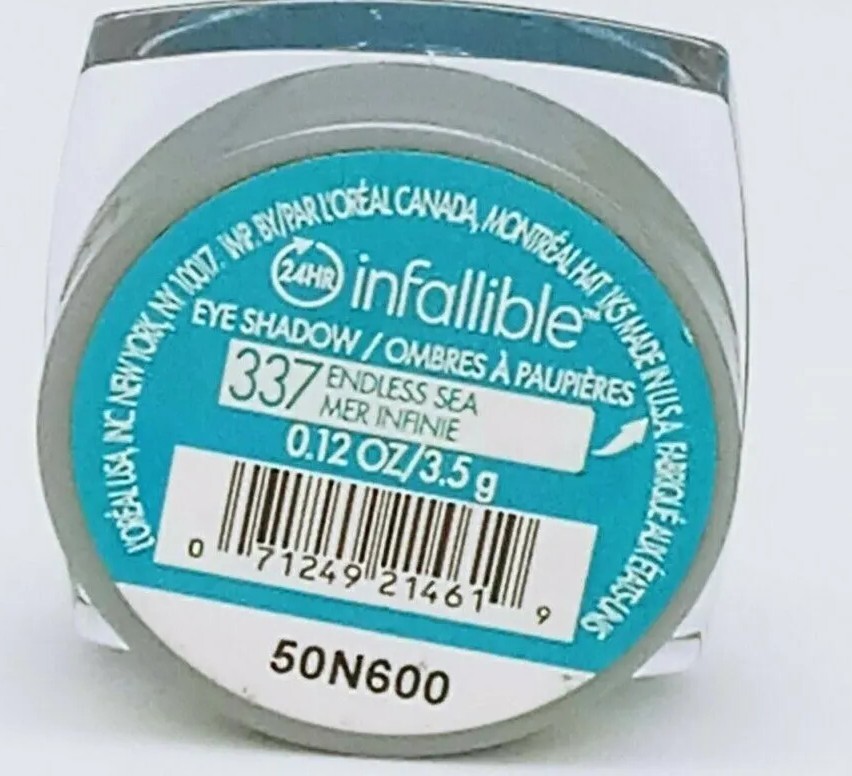 L'ORÉAL USA, INC. NEW YORK, NY 10017. IMP. BY/PAR L'ORÉAL CANADA, MONTRÉAL H4T 1K5 MADE IN U.S.A. FABRIQUÉ AUX ÉTATS-UNIS
24HR infallible™
EYE SHADOW / OMBRES À PAUPIÈRES
337 ENDLESS SEA
MER INFINIE
0.12 OZ/3.5 g
0 71249 21461 9
50N600